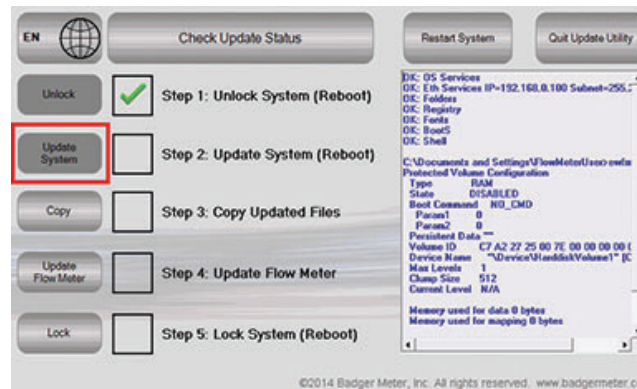 EN
Check Update Status
Restart System
Quit Update Utility
Unlock
Step 1: Unlock System (Reboot)
Update
System
Step 2: Update System (Reboot)
Copy
Step 3: Copy Updated Files
Update
Flow Meter
Step 4: Update Flow Meter
Lock
Step 5: Lock System (Reboot)
OK: OS Services
OK: Eth Services IP=192.168.0.100 Subnet=255.
OK: Folders
OK: Registry
OK: Fonts
OK: BootS
OK: Shell
C:\Documents and Settings\FlowMeterUser>
Protected Volume Configuration
Type RAM
State DISABLED
Boot Command NO_CMD
Param1 0
Param2 0
Persistent Data ""
Volume ID C7 A2 27 25 00 7E 00 00 00 00
Device Name "\Device\HarddiskVolume1"
Max Levels 1
Clump Size 512
Current Level N/A
Memory used for data 0 bytes
Memory used for mapping 0 bytes
©2014 Badger Meter, Inc. All rights reserved. www.badgermeter.c